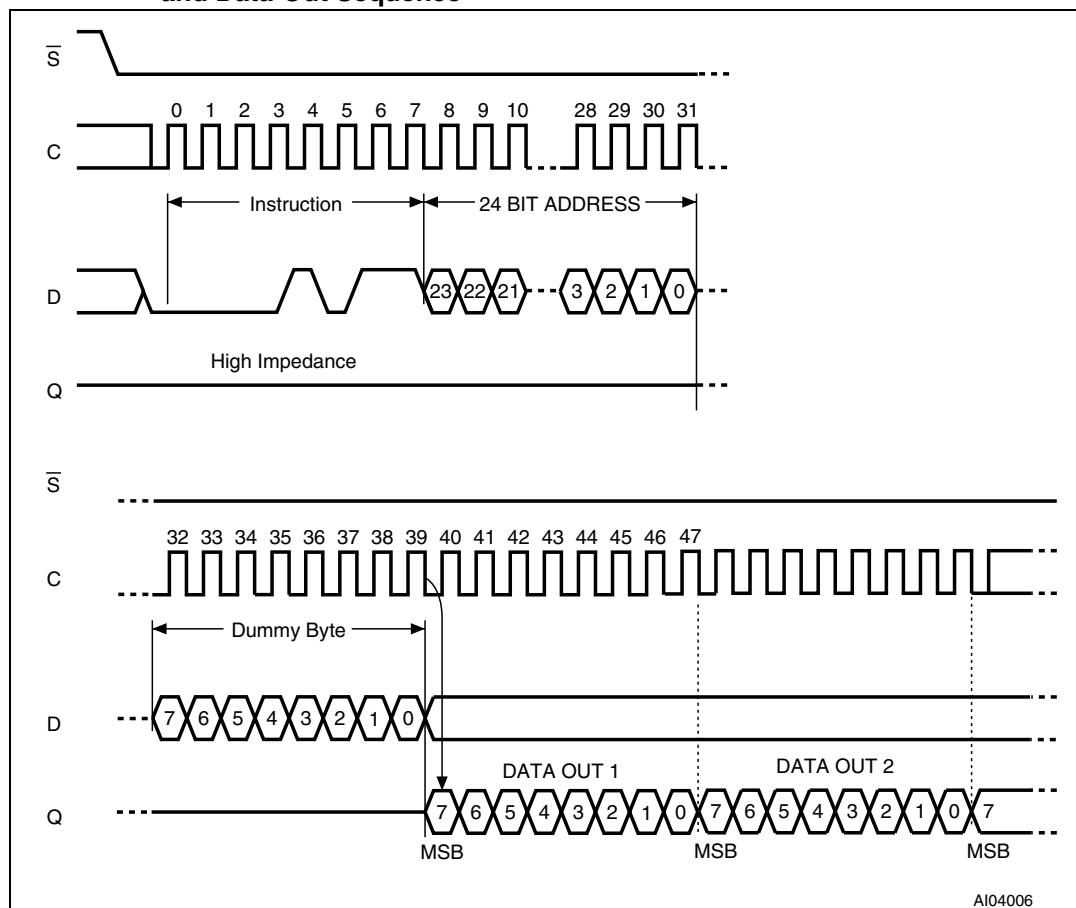 and Data-Out Sequence
S
0 1 2 3 4 5 6 7 8 9 10 28 29 30 31
C
Instruction 24 BIT ADDRESS
D 23 22 21 3 2 1 0
High Impedance
Q
S
32 33 34 35 36 37 38 39 40 41 42 43 44 45 46 47
C
Dummy Byte
D 7 6 5 4 3 2 1 0
DATA OUT 1 DATA OUT 2
Q 7 6 5 4 3 2 1 0 7 6 5 4 3 2 1 0 7
MSB MSB MSB
AI04006